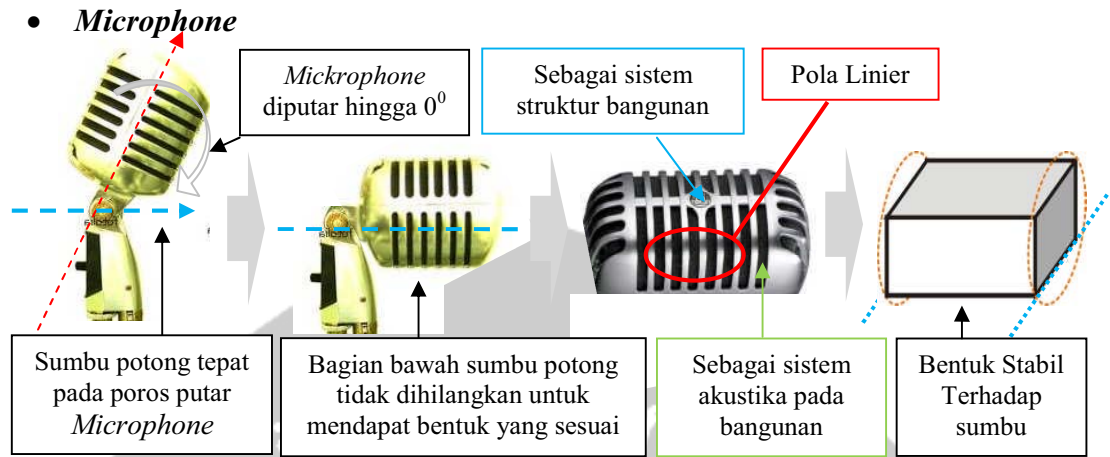 • Microphone
Mickrophone
diputar hingga 0⁰
Sebagai sistem
struktur bangunan
Pola Linier
Sumbu potong tepat
pada poros putar
Microphone
Bagian bawah sumbu potong
tidak dihilangkan untuk
mendapat bentuk yang sesuai
Sebagai sistem
akustika pada
bangunan
Bentuk Stabil
Terhadap
sumbu